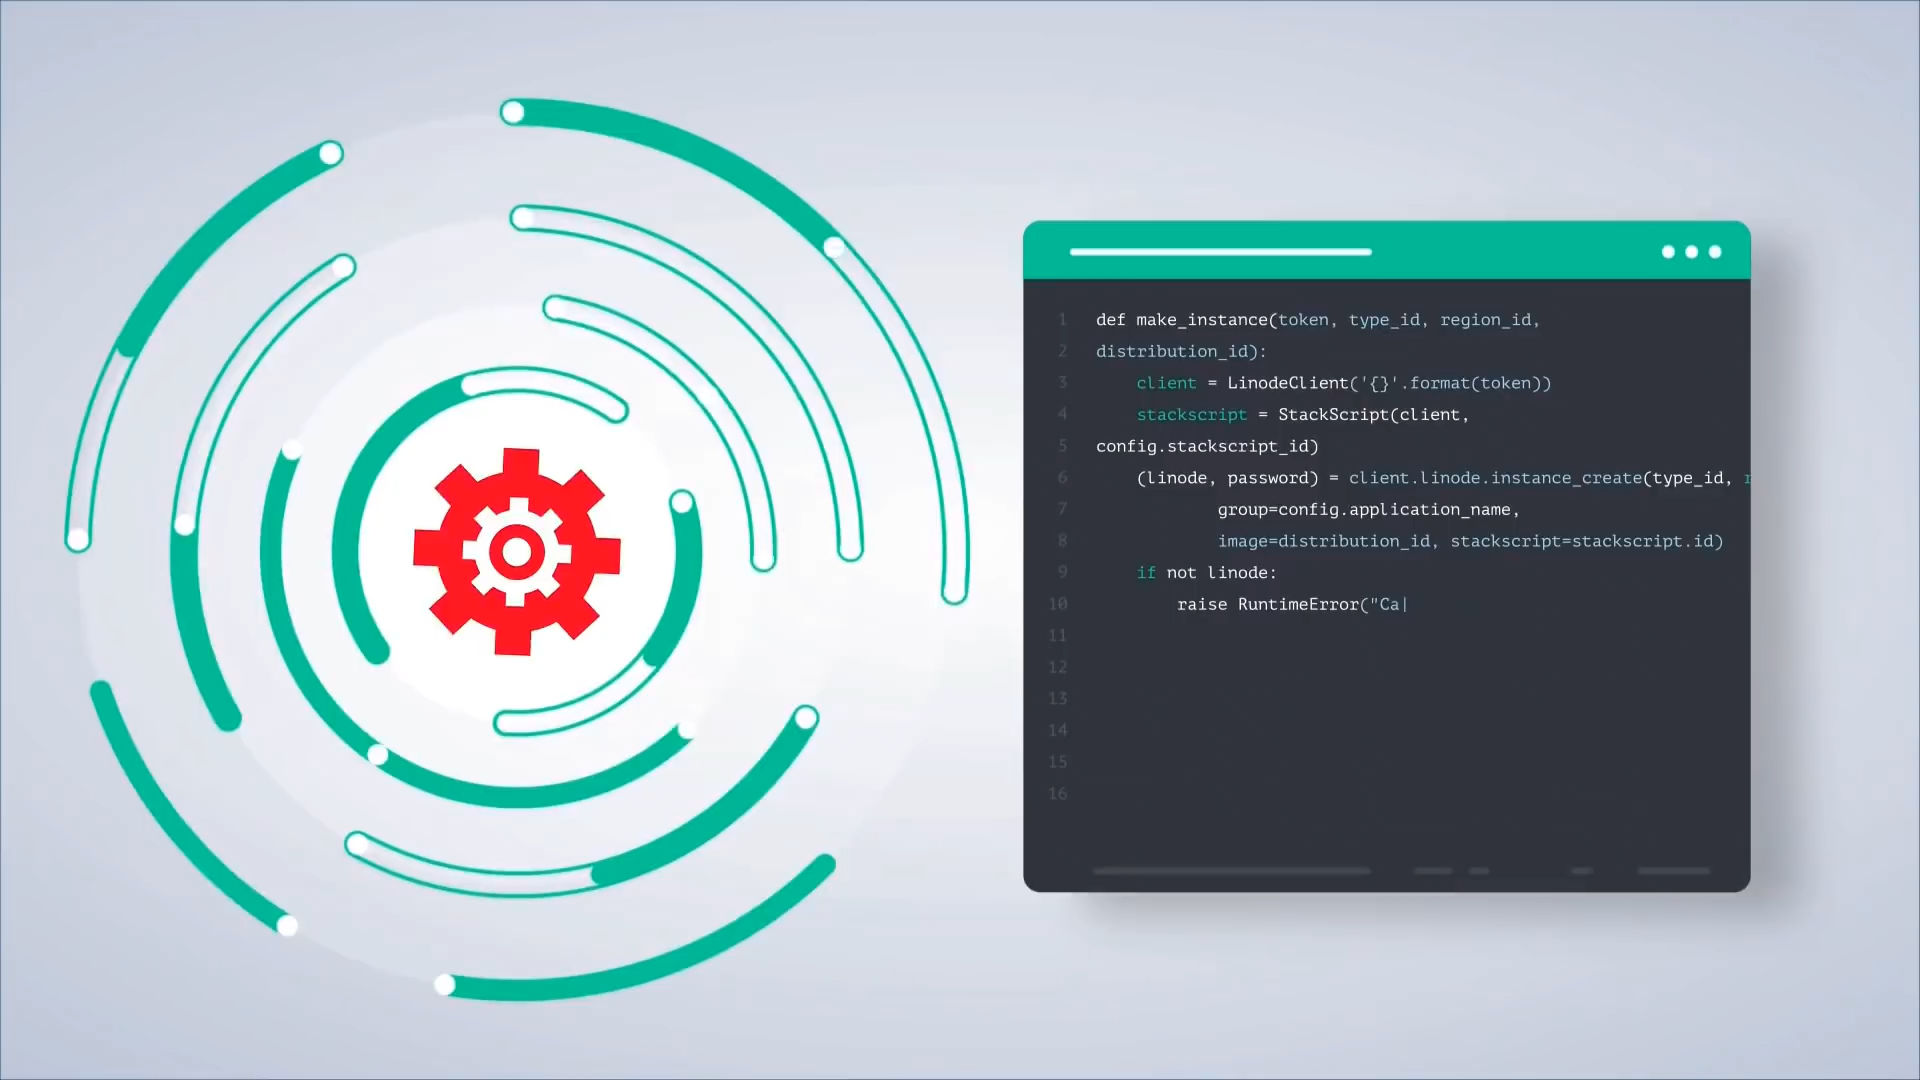 1 def make_instance(token, type_id, region_id,
2 distribution_id):
3 client = LinodeClient('{}'.format(token))
4 stackscript = StackScript(client,
5 config.stackscript_id)
6 (linode, password) = client.linode.instance_create(type_id,
7 group=config.application_name,
8 image=distribution_id, stackscript=stackscript.id)
9 if not linode:
10 raise RuntimeError("Ca|
11
12
13
14
15
16